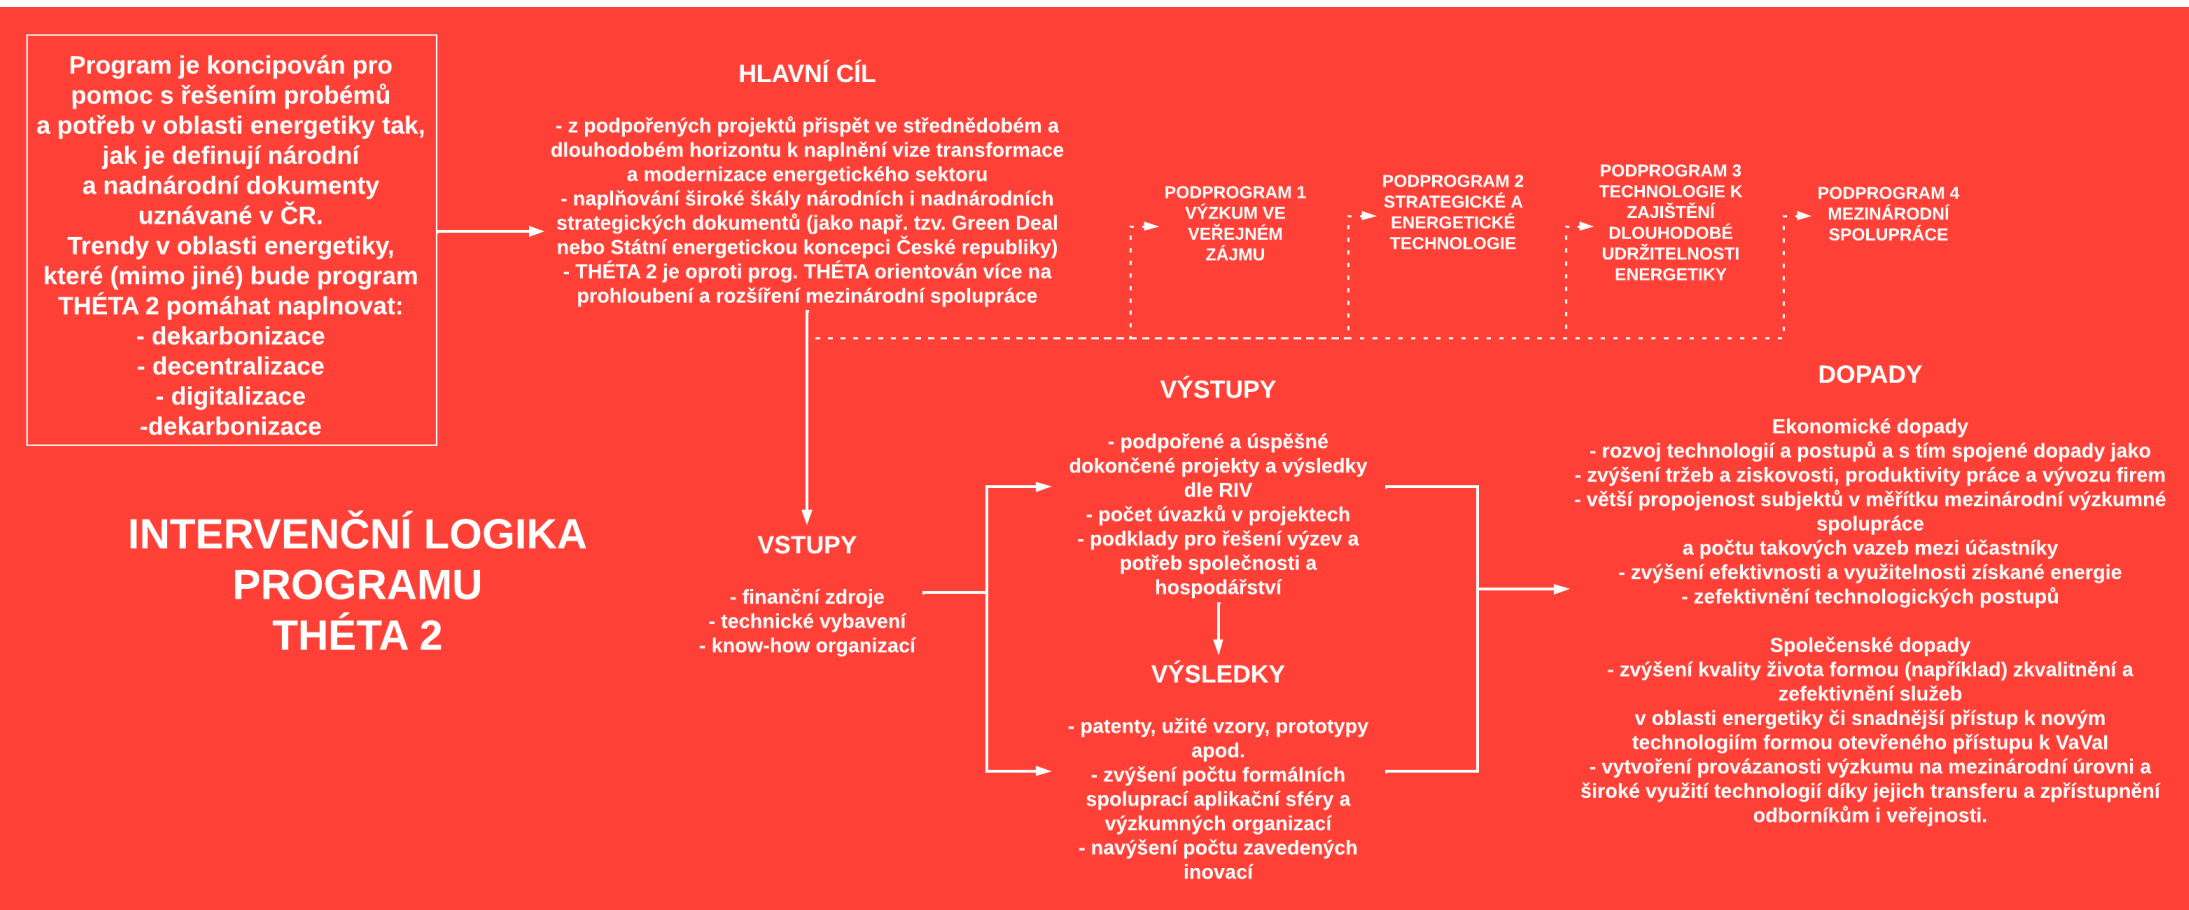 Program je koncipován pro
pomoc s řešením probémů
a potřeb v oblasti energetiky tak,
jak je definují národní
a nadnárodní dokumenty
uznávané v ČR.
Trendy v oblasti energetiky,
které (mimo jiné) bude program
THÉTA 2 pomáhat naplnovat:
- dekarbonizace
- decentralizace
- digitalizace
-dekarbonizace
INTERVENČNÍ LOGIKA
PROGRAMU
THÉTA 2
HLAVNÍ CÍL
- z podpořených projektů přispět ve střednědobém a
dlouhodobém horizontu k naplnění vize transformace
a modernizace energetického sektoru
- naplňování široké škály národních i nadnárodních
strategických dokumentů (jako např. tzv. Green Deal
nebo Státní energetickou koncepci České republiky)
- THÉTA 2 je oproti prog. THÉTA orientován více na
prohloubení a rozšíření mezinárodní spolupráce
PODPROGRAM 1
VÝZKUM VE
VEŘEJNÉM
ZÁJMU
PODPROGRAM 2
STRATEGICKÉ A
ENERGETICKÉ
TECHNOLOGIE
PODPROGRAM 3
TECHNOLOGIE K
ZAJIŠTĚNÍ
DLOUHODOBÉ
UDRŽITELNOSTI
ENERGETIKY
PODPROGRAM 4
MEZINÁRODNÍ
SPOLUPRÁCE
VSTUPY
- finanční zdroje
- technické vybavení
- know-how organizací
VÝSTUPY
- podpořené a úspěšné
dokončené projekty a výsledky
dle RIV
- počet úvazků v projektech
- podklady pro řešení výzev a
potřeb společnosti a
hospodářství
VÝSLEDKY
- patenty, užité vzory, prototypy
apod.
- zvýšení počtu formálních
spoluprací aplikační sféry a
výzkumných organizací
- navýšení počtu zavedených
inovací
DOPADY
Ekonomické dopady
- rozvoj technologií a postupů a s tím spojené dopady jako
- zvýšení tržeb a ziskovosti, produktivity práce a vývozu firem
- větší propojenost subjektů v měřítku mezinárodní výzkumné
spolupráce
a počtu takových vazeb mezi účastníky
- zvýšení efektivnosti a využitelnosti získané energie
- zefektivnění technologických postupů
Společenské dopady
- zvýšení kvality života formou (například) zkvalitnění a
zefektivnění služeb
v oblasti energetiky či snadnější přístup k novým
technologiím formou otevřeného přístupu k VaVaI
- vytvoření provázanosti výzkumu na mezinárodní úrovni a
široké využití technologií díky jejich transferu a zpřístupnění
odborníkům i veřejnosti.